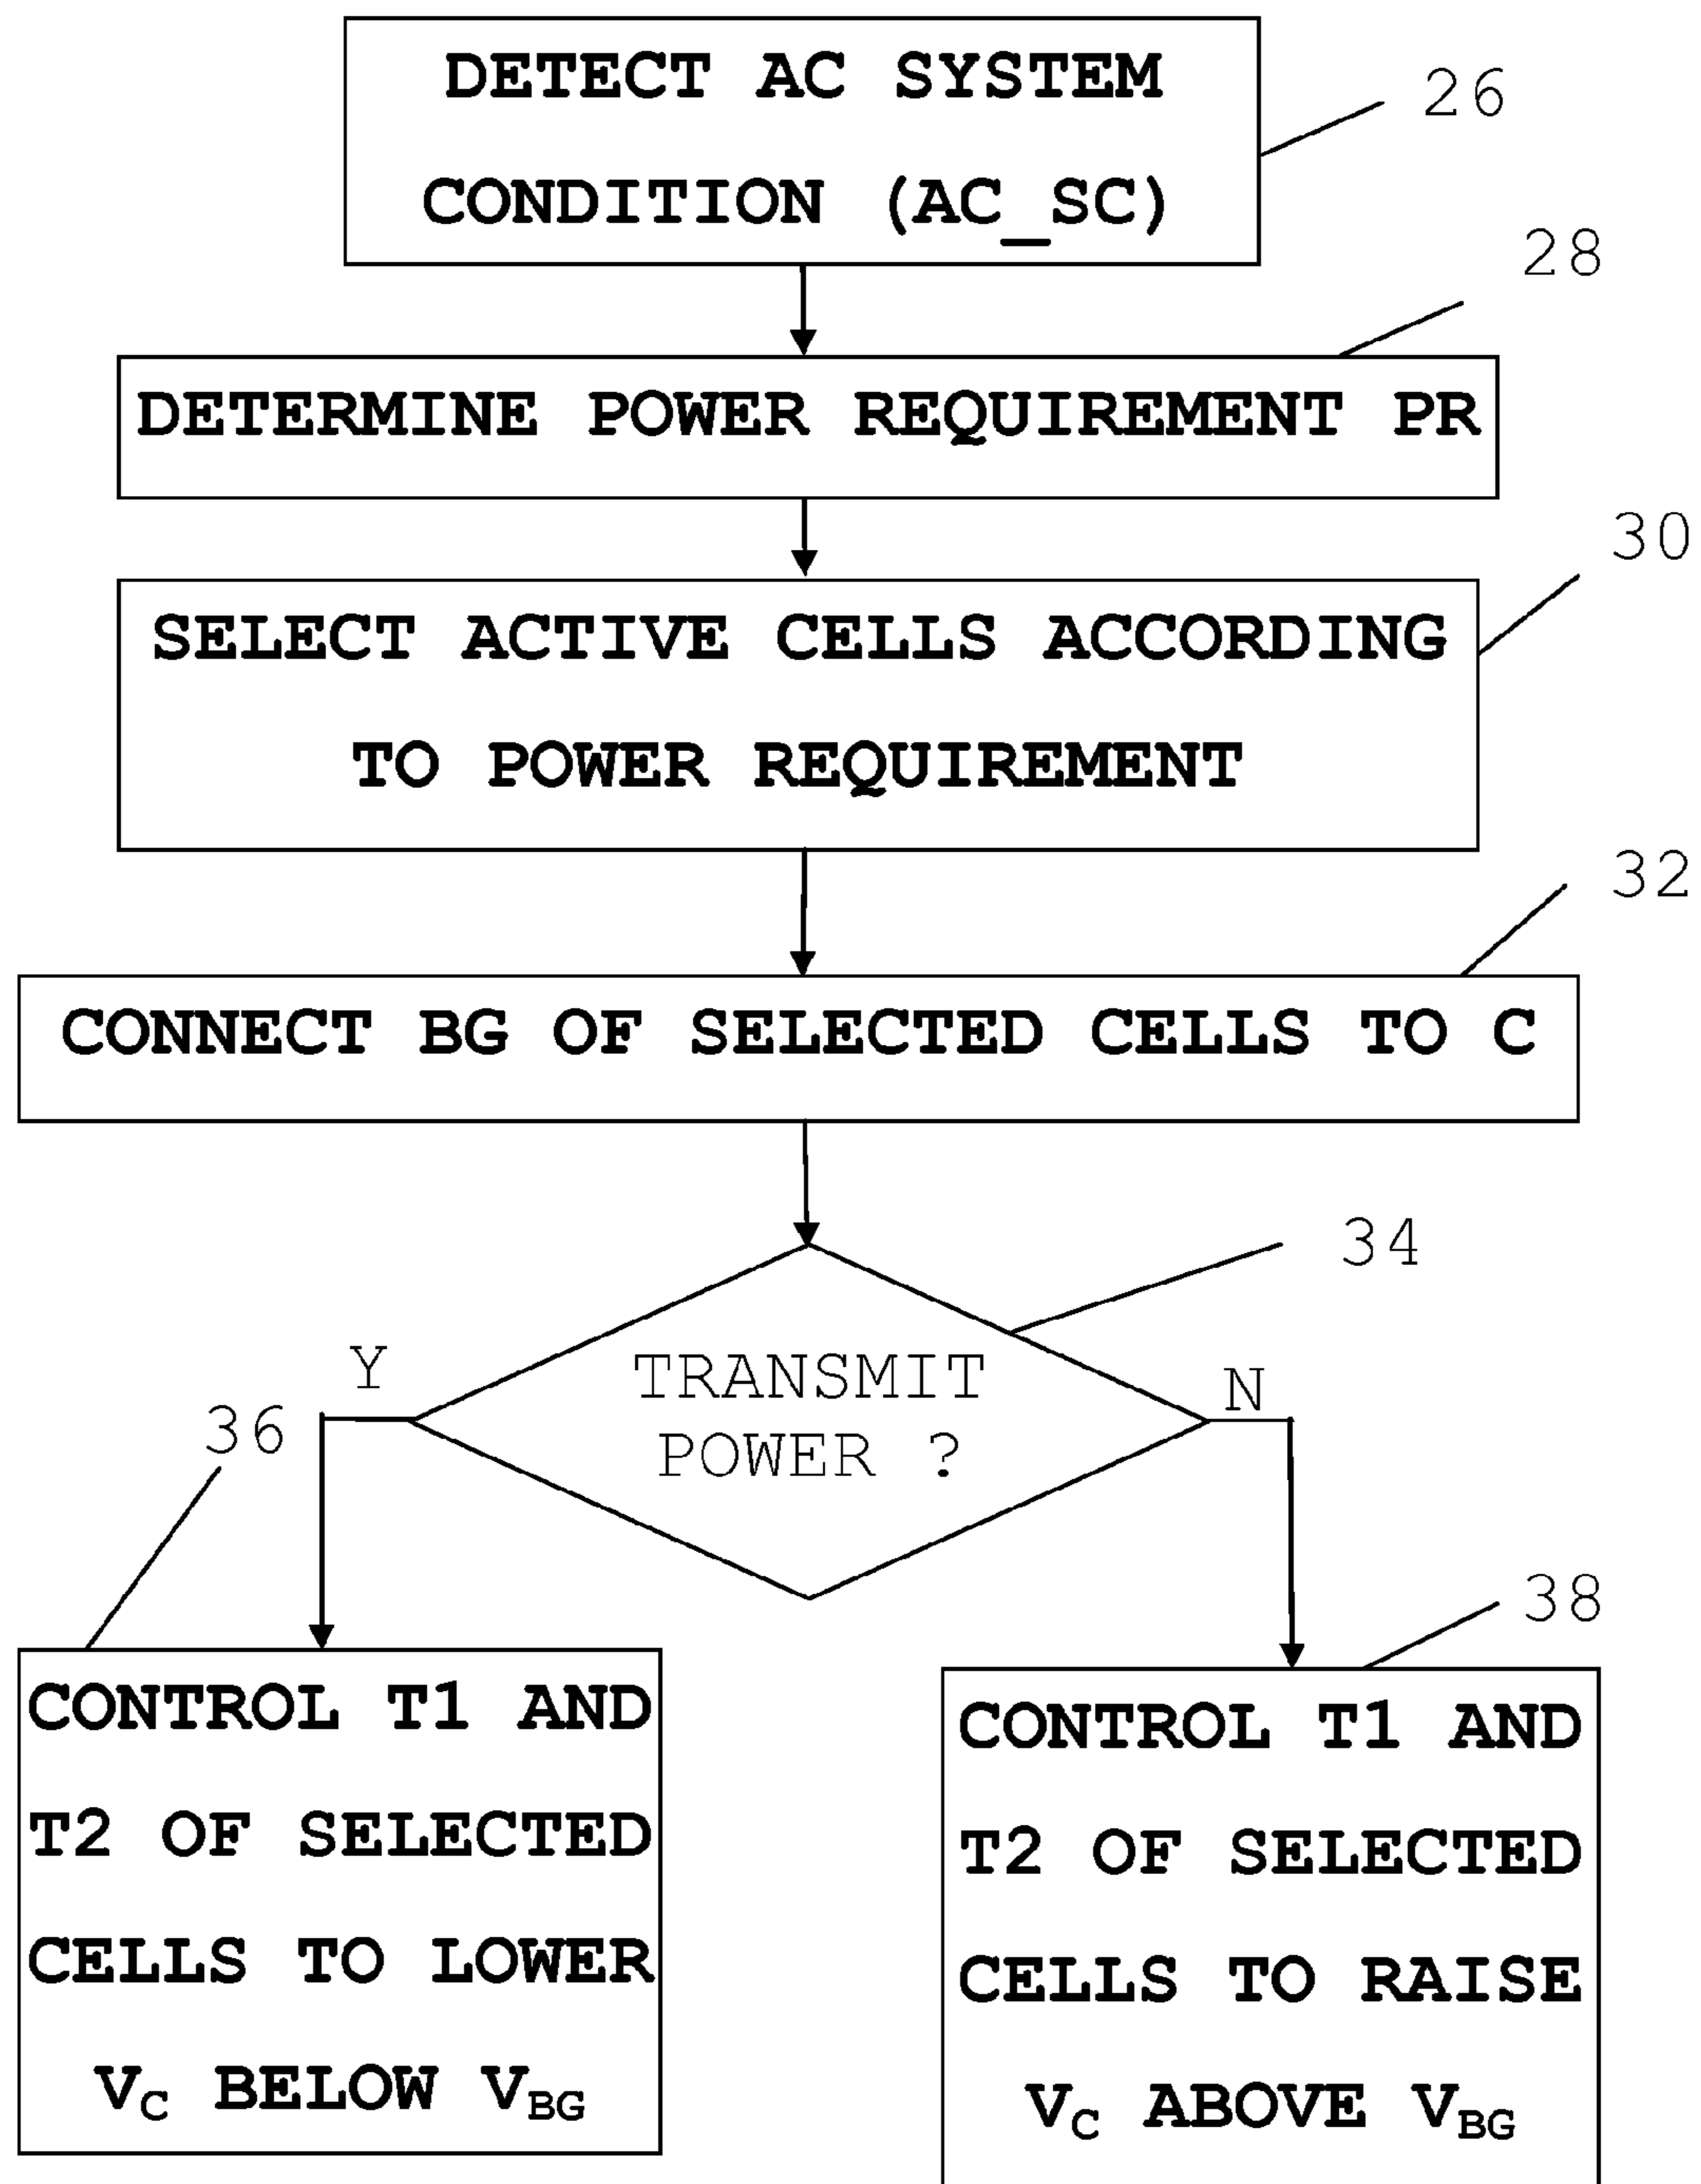 DETECT AC SYSTEM
CONDITION (AC_SC)
26
28
DETERMINE POWER REQUIREMENT PR
30
SELECT ACTIVE CELLS ACCORDING
TO POWER REQUIREMENT
32
CONNECT BG OF SELECTED CELLS TO C
34
TRANSMIT
POWER ?
Y
N
36
CONTROL T1 AND
T2 OF SELECTED
CELLS TO LOWER
VC BELOW VBG
38
CONTROL T1 AND
T2 OF SELECTED
CELLS TO RAISE
VC ABOVE VBG